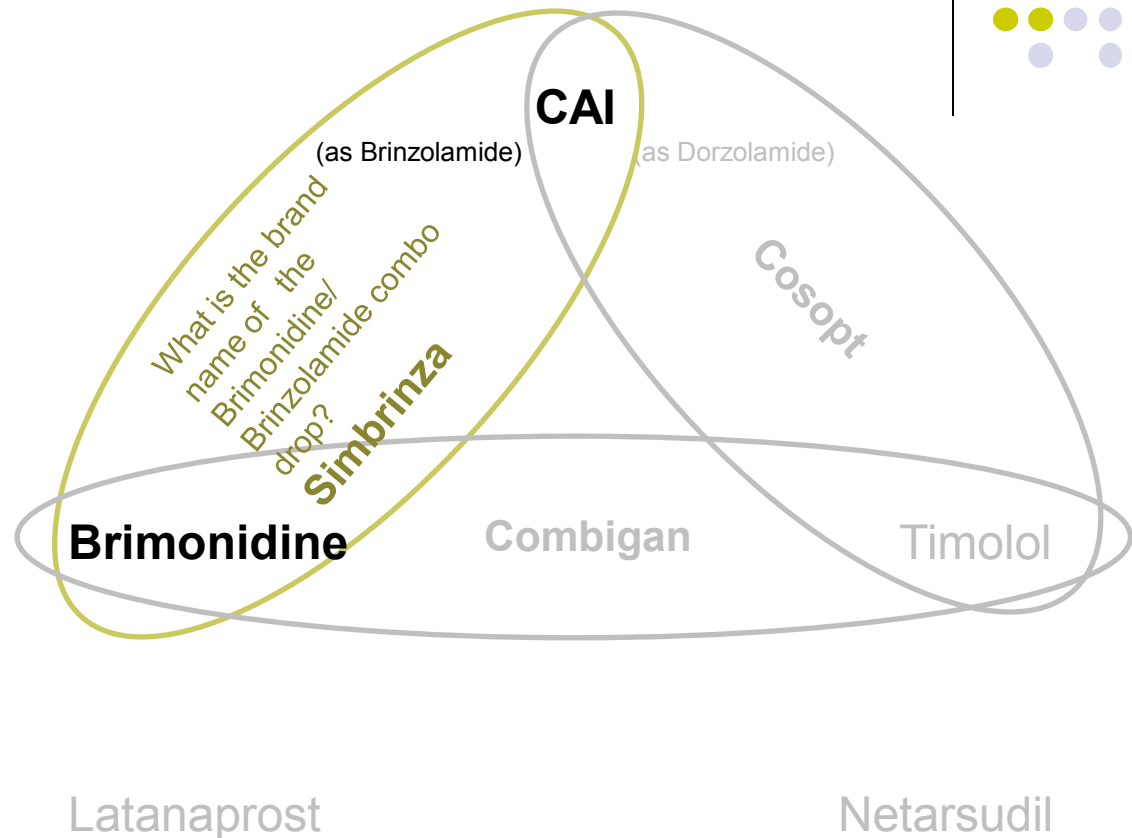 CAI
(as Brinzolamide)
(as Dorzolamide)
What is the brand
name of the
Brimonidine/
Brinzolamide combo
drop?
Simbrinza
Cosopt
Brimonidine
Combigan
Timolol
Latanaprost
Netarsudil